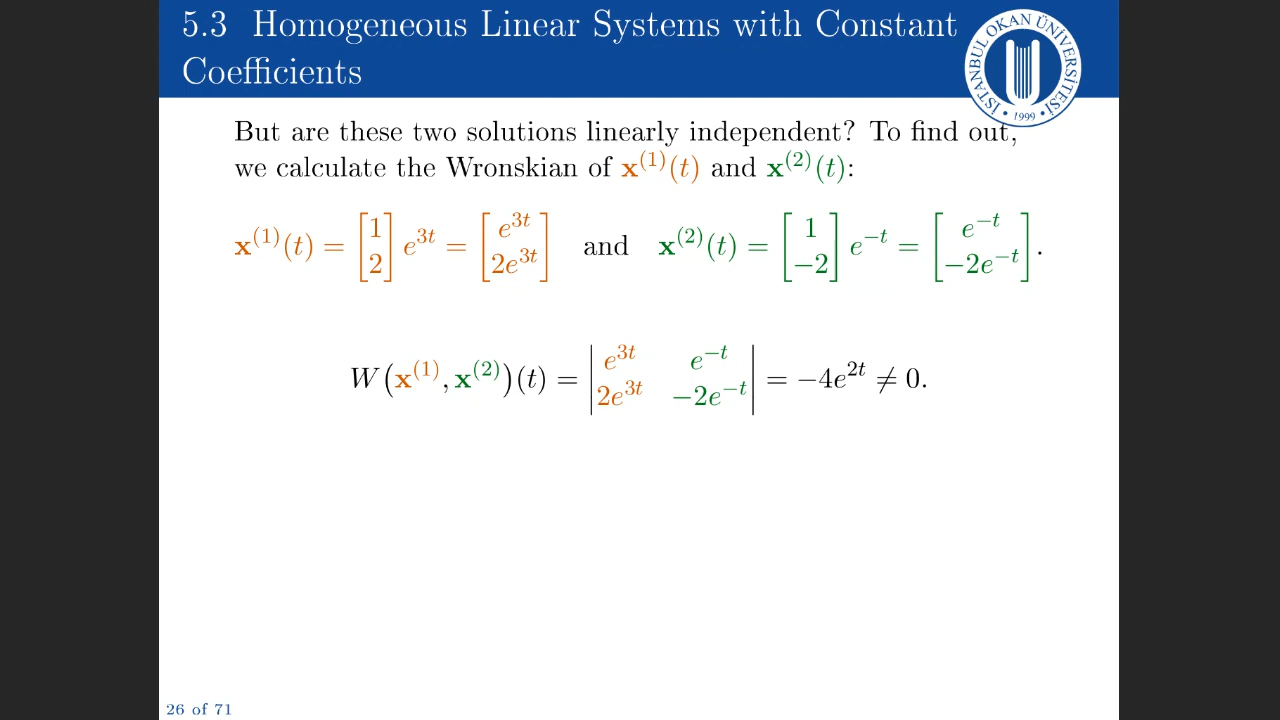 5.3 Homogeneous Linear Systems with Constant
Coefficients
İSTANBUL OKAN ÜNİVERSİTESİ
• 1999 •
But are these two solutions linearly independent? To find out,
we calculate the Wronskian of x^(1)(t) and x^(2)(t):
x^(1)(t) = [1; 2] e^{3t} = [e^{3t}; 2e^{3t}] and x^(2)(t) = [1; −2] e^{−t} = [e^{−t}; −2e^{−t}].
W(x^(1), x^(2))(t) = |e^{3t} e^{−t}; 2e^{3t} −2e^{−t}| = −4e^{2t} ≠ 0.
26 of 71